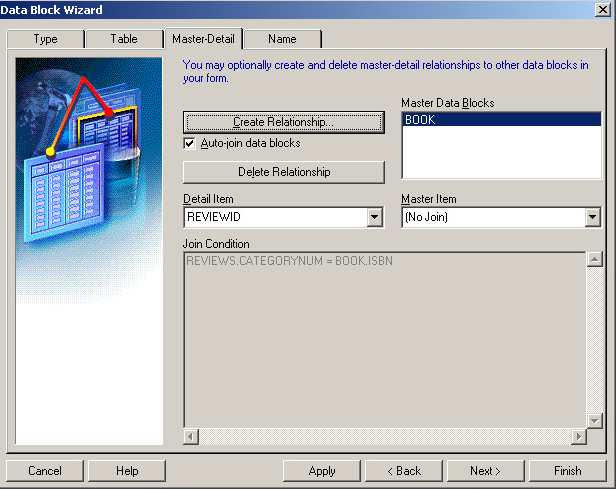 Data Block Wizard
Type Table Master-Detail Name
You may optionally create and delete master-detail relationships to other data blocks in
your form.
Master Data Blocks
Create Relationship...
BOOK
Auto-join data blocks
Delete Relationship
Detail Item Master Item
REVIEWID (No Join)
Join Condition
REVIEWS.CATEGORYNUM = BOOK.ISBN
Cancel Help Apply < Back Next > Finish